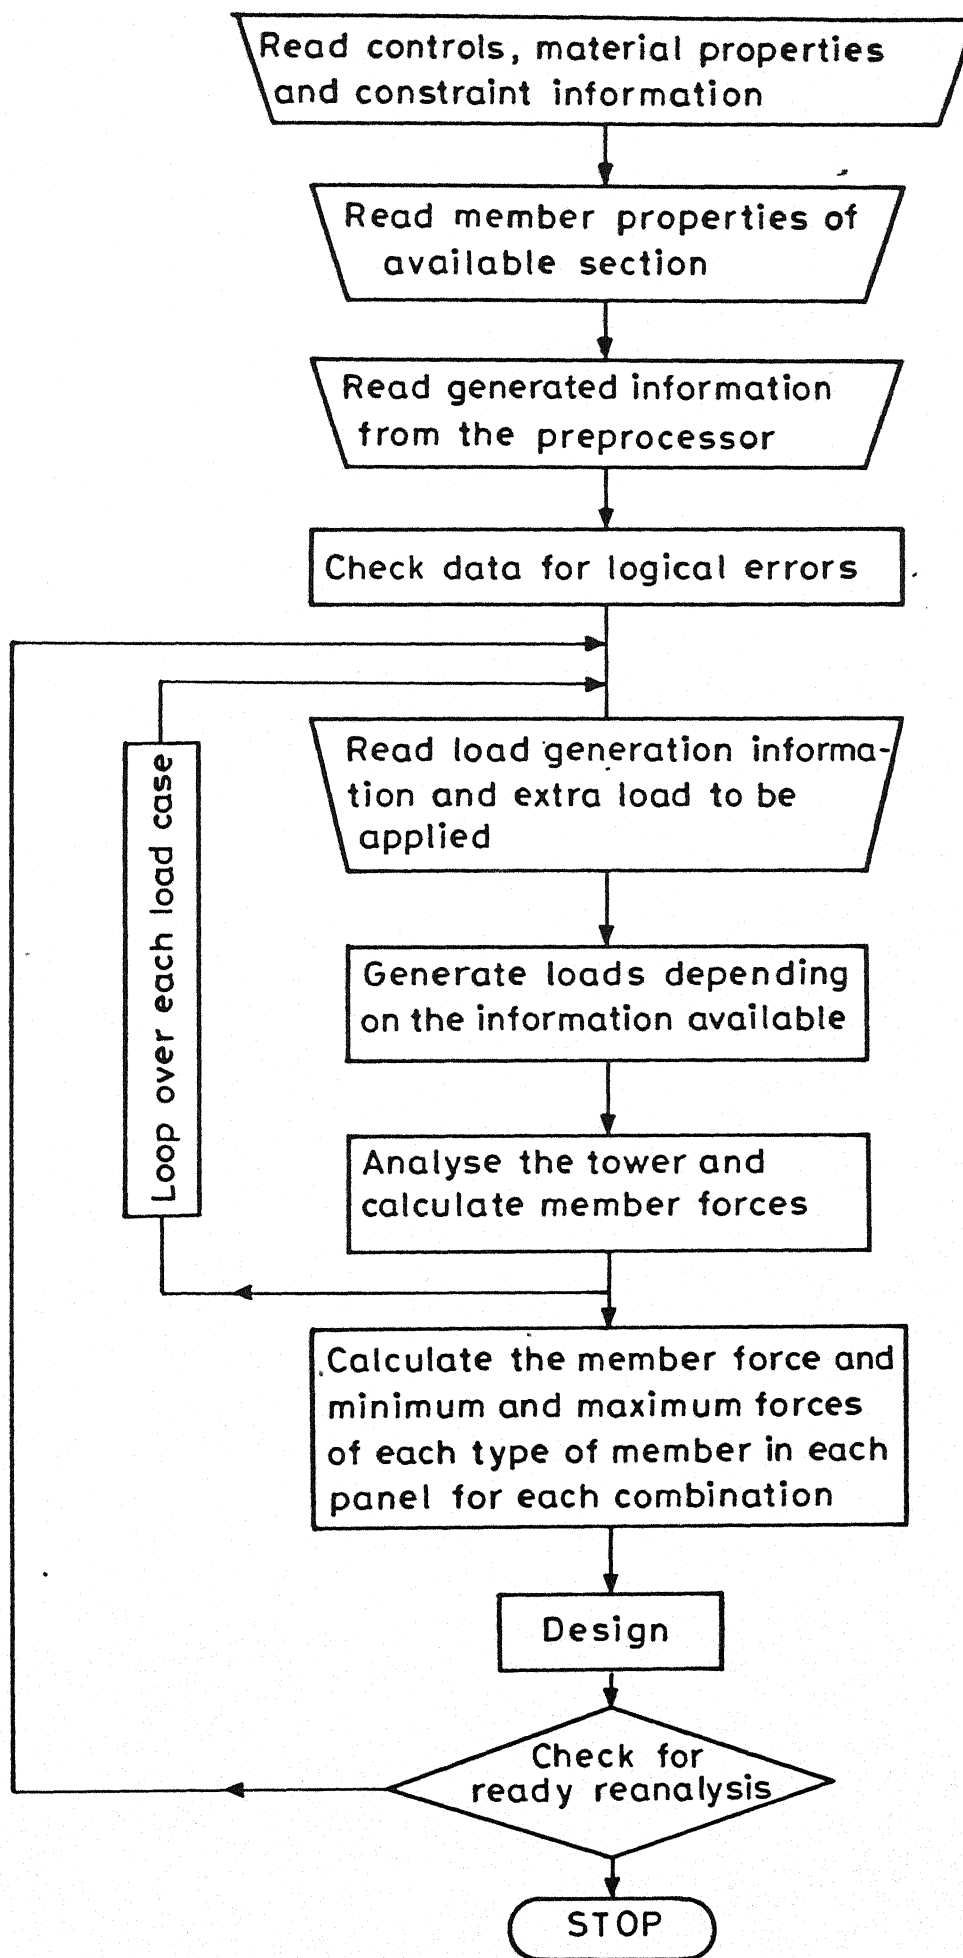 Read controls, material properties
and constraint information
Read member properties of
available section
Read generated information
from the preprocessor
Check data for logical errors
Loop over each load case
Read load generation informa-
tion and extra load to be
applied
Generate loads depending
on the information available
Analyse the tower and
calculate member forces
Calculate the member force and
minimum and maximum forces
of each type of member in each
panel for each combination
Design
Check for
ready reanalysis
STOP